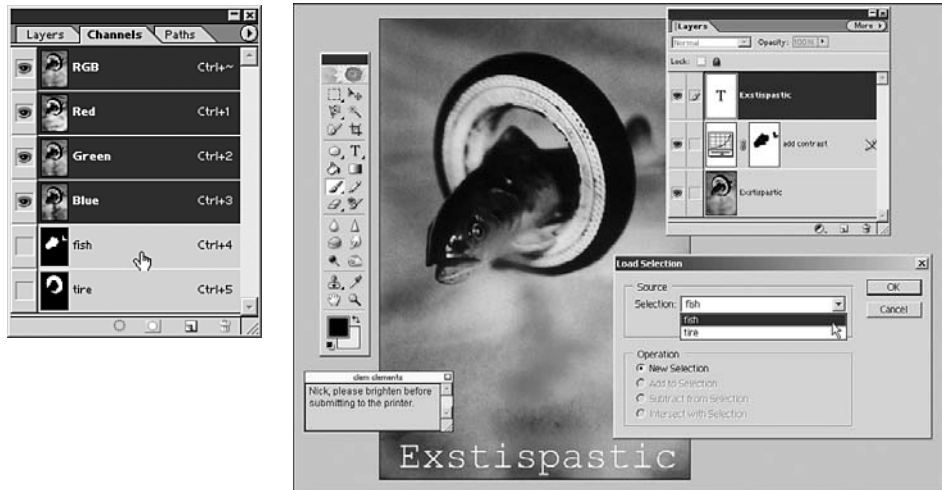 Layers Channels Paths
RGB Ctrl+~
Red Ctrl+1
Green Ctrl+2
Blue Ctrl+3
fish Ctrl+4
tire Ctrl+5
Layers More
Normal Opacity: 100%
Lock:
T Exstispastic
add contrast
Exstispastic
T
Load Selection
Source
Selection: fish
fish
tire
OK
Cancel
Operation
New Selection
Add to Selection
Subtract from Selection
Intersect with Selection
clem clements
Nick, please brighten before
submitting to the printer.
Exstispastic